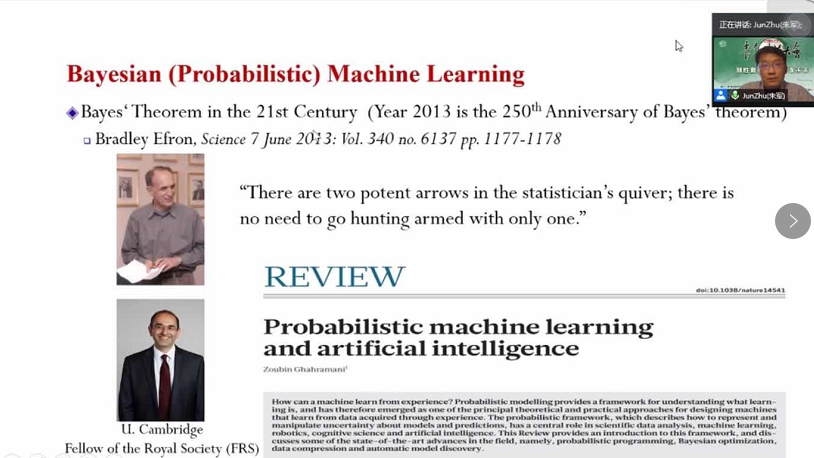 正在讲话: JunZhu(朱军);
JunZhu(朱军)
Bayesian (Probabilistic) Machine Learning
Bayes‘ Theorem in the 21st Century (Year 2013 is the 250th Anniversary of Bayes’ theorem)
Bradley Efron, Science 7 June 2013: Vol. 340 no. 6137 pp. 1177-1178
“There are two potent arrows in the statistician’s quiver; there is
no need to go hunting armed with only one.”
REVIEW
doi:10.1038/nature14541
Probabilistic machine learning
and artificial intelligence
Zoubin Ghahramani1
How can a machine learn from experience? Probabilistic modelling provides a framework for understanding what learn-
ing is, and has therefore emerged as one of the principal theoretical and practical approaches for designing machines
that learn from data acquired through experience. The probabilistic framework, which describes how to represent and
manipulate uncertainty about models and predictions, has a central role in scientific data analysis, machine learning,
robotics, cognitive science and artificial intelligence. This Review provides an introduction to this framework, and dis-
cusses some of the state-of-the-art advances in the field, namely, probabilistic programming, Bayesian optimization,
data compression and automatic model discovery.
U. Cambridge
Fellow of the Royal Society (FRS)